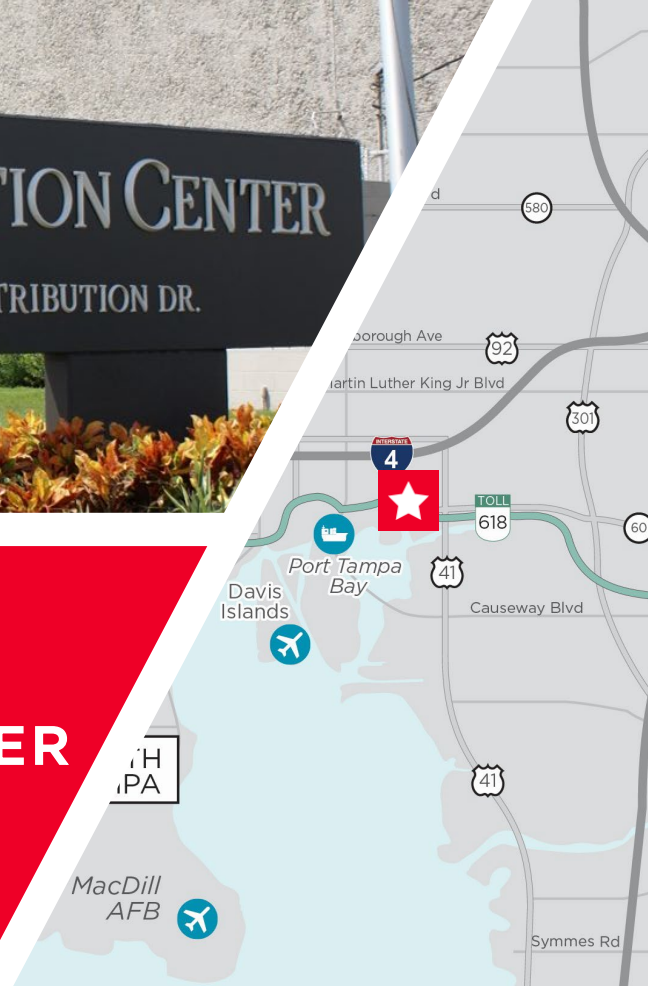 TION CENTER
TRIBUTION DR.
d
580
borough Ave
92
artin Luther King Jr Blvd
301
INTERSTATE
4
TOLL
618
60
Port Tampa
Bay
41
Davis
Islands
Causeway Blvd
ER
TH
PA
41
MacDill
AFB
Symmes Rd